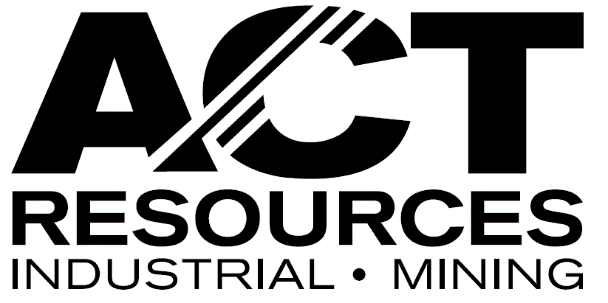 ACT
RESOURCES
INDUSTRIAL • MINING